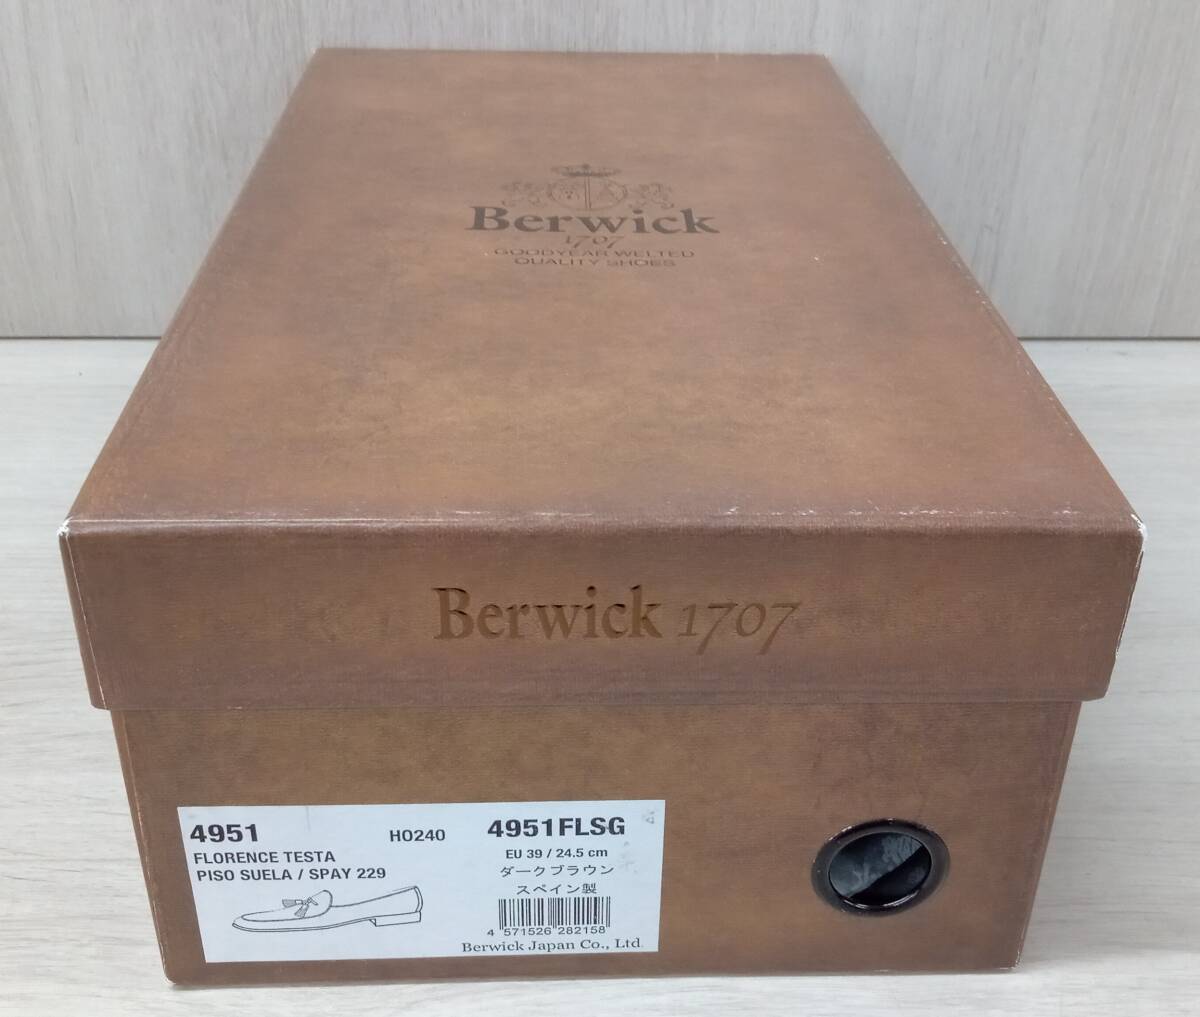 Berwick
1707
GOODYEAR WELTED
QUALITY SHOES
Berwick 1707
4951 HO240 4951FLSG
FLORENCE TESTA EU 39 / 24.5 cm
PISO SUELA / SPAY 229 ダークブラウン
スペイン製
4 571526 282158
Berwick Japan Co., Ltd.